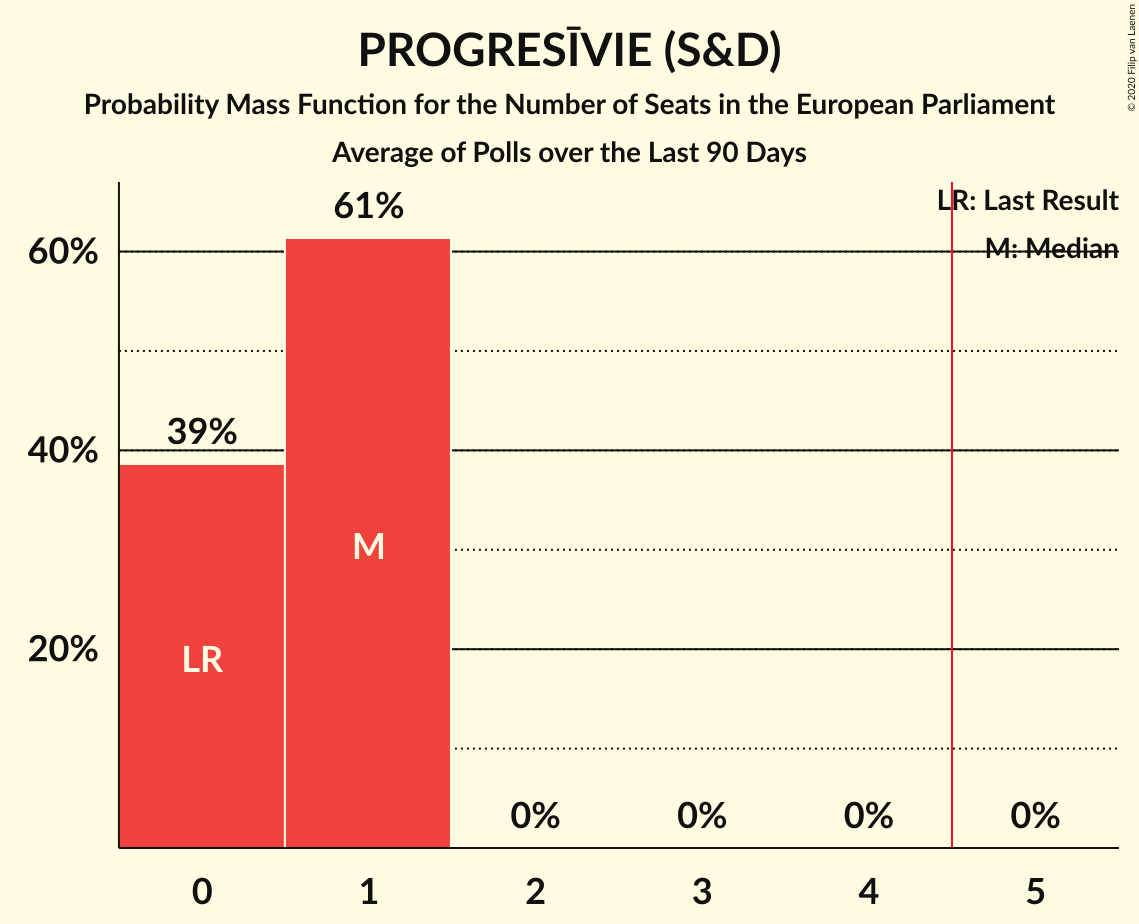 PROGRESĪVIE (S&D)
Probability Mass Function for the Number of Seats in the European Parliament
Average of Polls over the Last 90 Days
© 2020 Filip van Laenen
LR: Last Result
M: Median
61%
60%
39%
40%
M
LR
20%
0% 0% 0% 0%
0 1 2 3 4 5